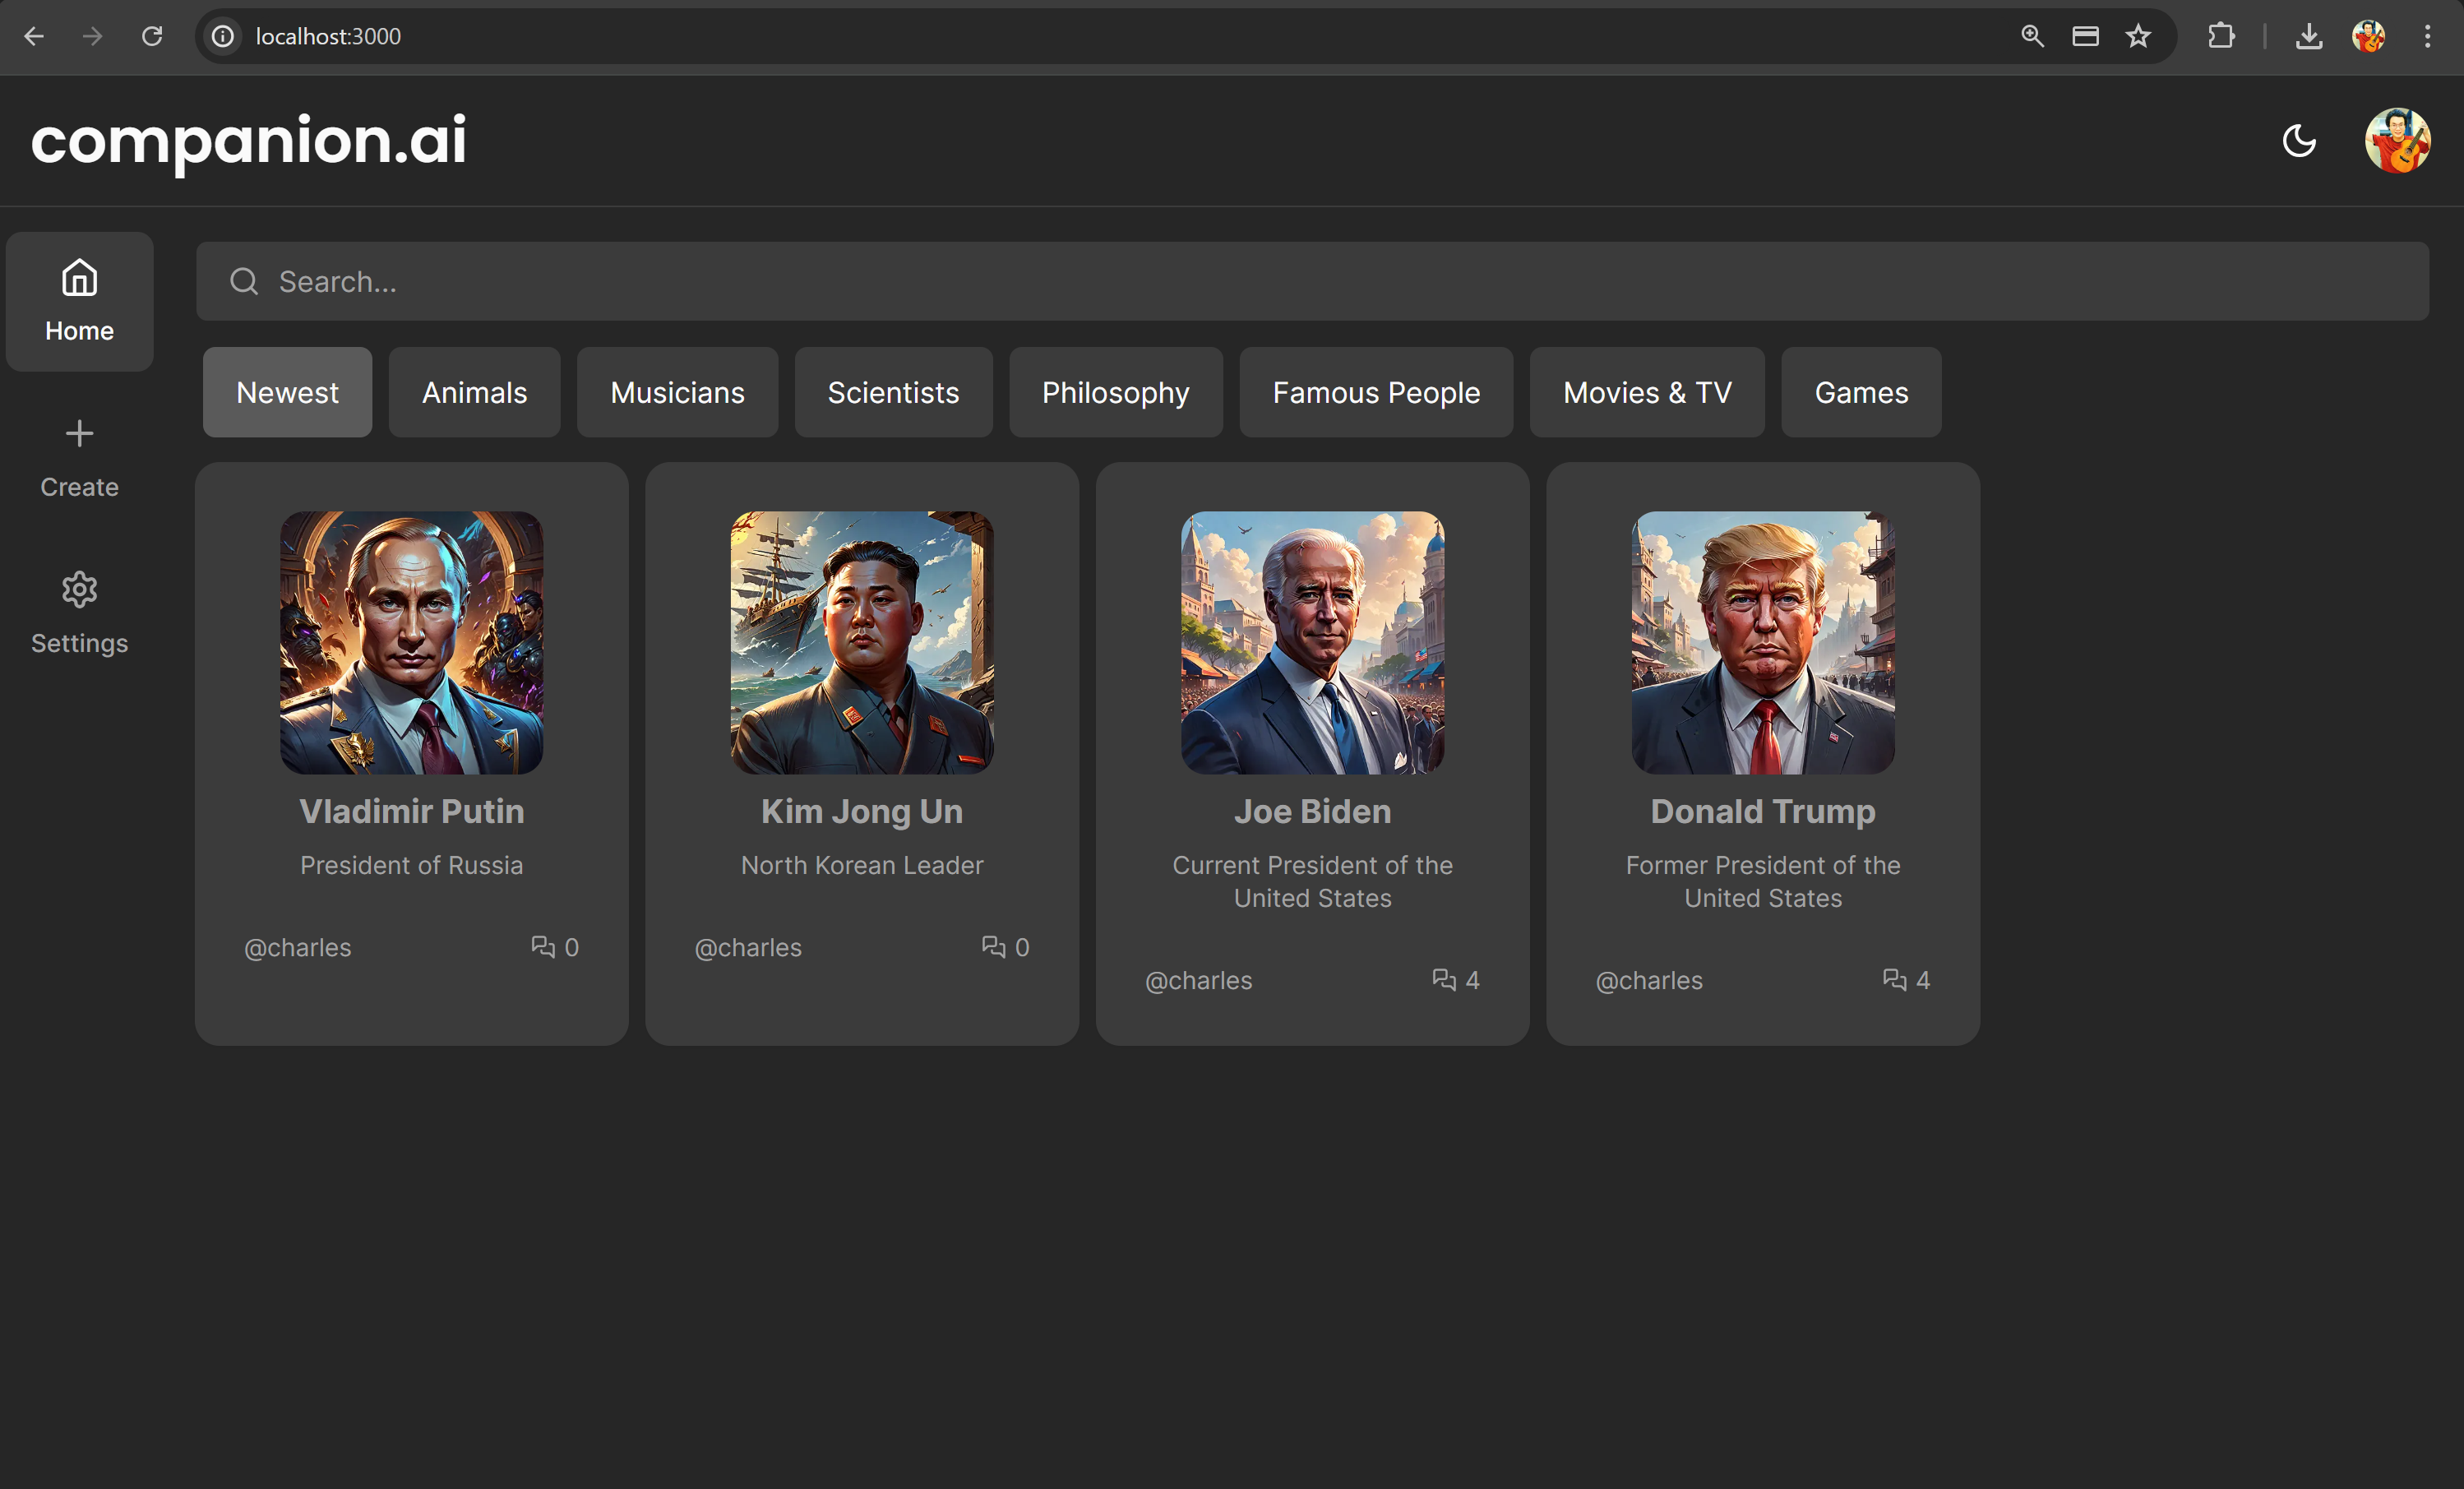 localhost:3000
companion.ai
Home
Create
Settings
Search...
Newest
Animals
Musicians
Scientists
Philosophy
Famous People
Movies & TV
Games
Vladimir Putin
President of Russia
@charles
0
Kim Jong Un
North Korean Leader
@charles
0
Joe Biden
Current President of the
United States
@charles
4
Donald Trump
Former President of the
United States
@charles
4